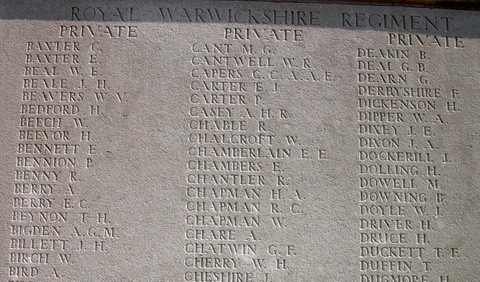 ROYAL WARWICKSHIRE REGIMENT
PRIVATE
BAXTER C.
BAXTER E.
BEAL W. E.
BEALE J. H.
BEAVERS W. V.
BEDFORD H.
BEECH W.
BEEVOR H.
BENNETT E.
BENNION P.
BENNY R.
BERRY A.
BERRY E. C.
BEYNON J. H.
BIGDEN A. G. M.
BILLETT J. H.
BIRCH W.
BIRD A.
PRIVATE
CANT M. G.
CANTWELL W. R.
CAPERS C. C. A. A. E.
CARTER E. J.
CARTER P.
CASEY A. H. R.
CHABLE R.
CHALCROFT W.
CHAMBERLAIN E. E.
CHAMBERS E.
CHANTLER R.
CHAPMAN H. A.
CHAPMAN R. C.
CHAPMAN W.
CHARE A.
CHATWIN G. F.
CHERRY W. H.
CHESHIRE J.
PRIVATE
DEAKIN B.
DEAL G. B.
DEARN G.
DERBYSHIRE F.
DICKENSON H.
DIPPER W. A.
DIXEY J. E.
DIXON J. A.
DOCKERILL J.
DOLLING H.
DOWELL M.
DOWNING B.
DOYLE W. J.
DRIVER H.
DRUCE H.
DUCKETT T. F.
DUFFIN T.
DUGMORE H.